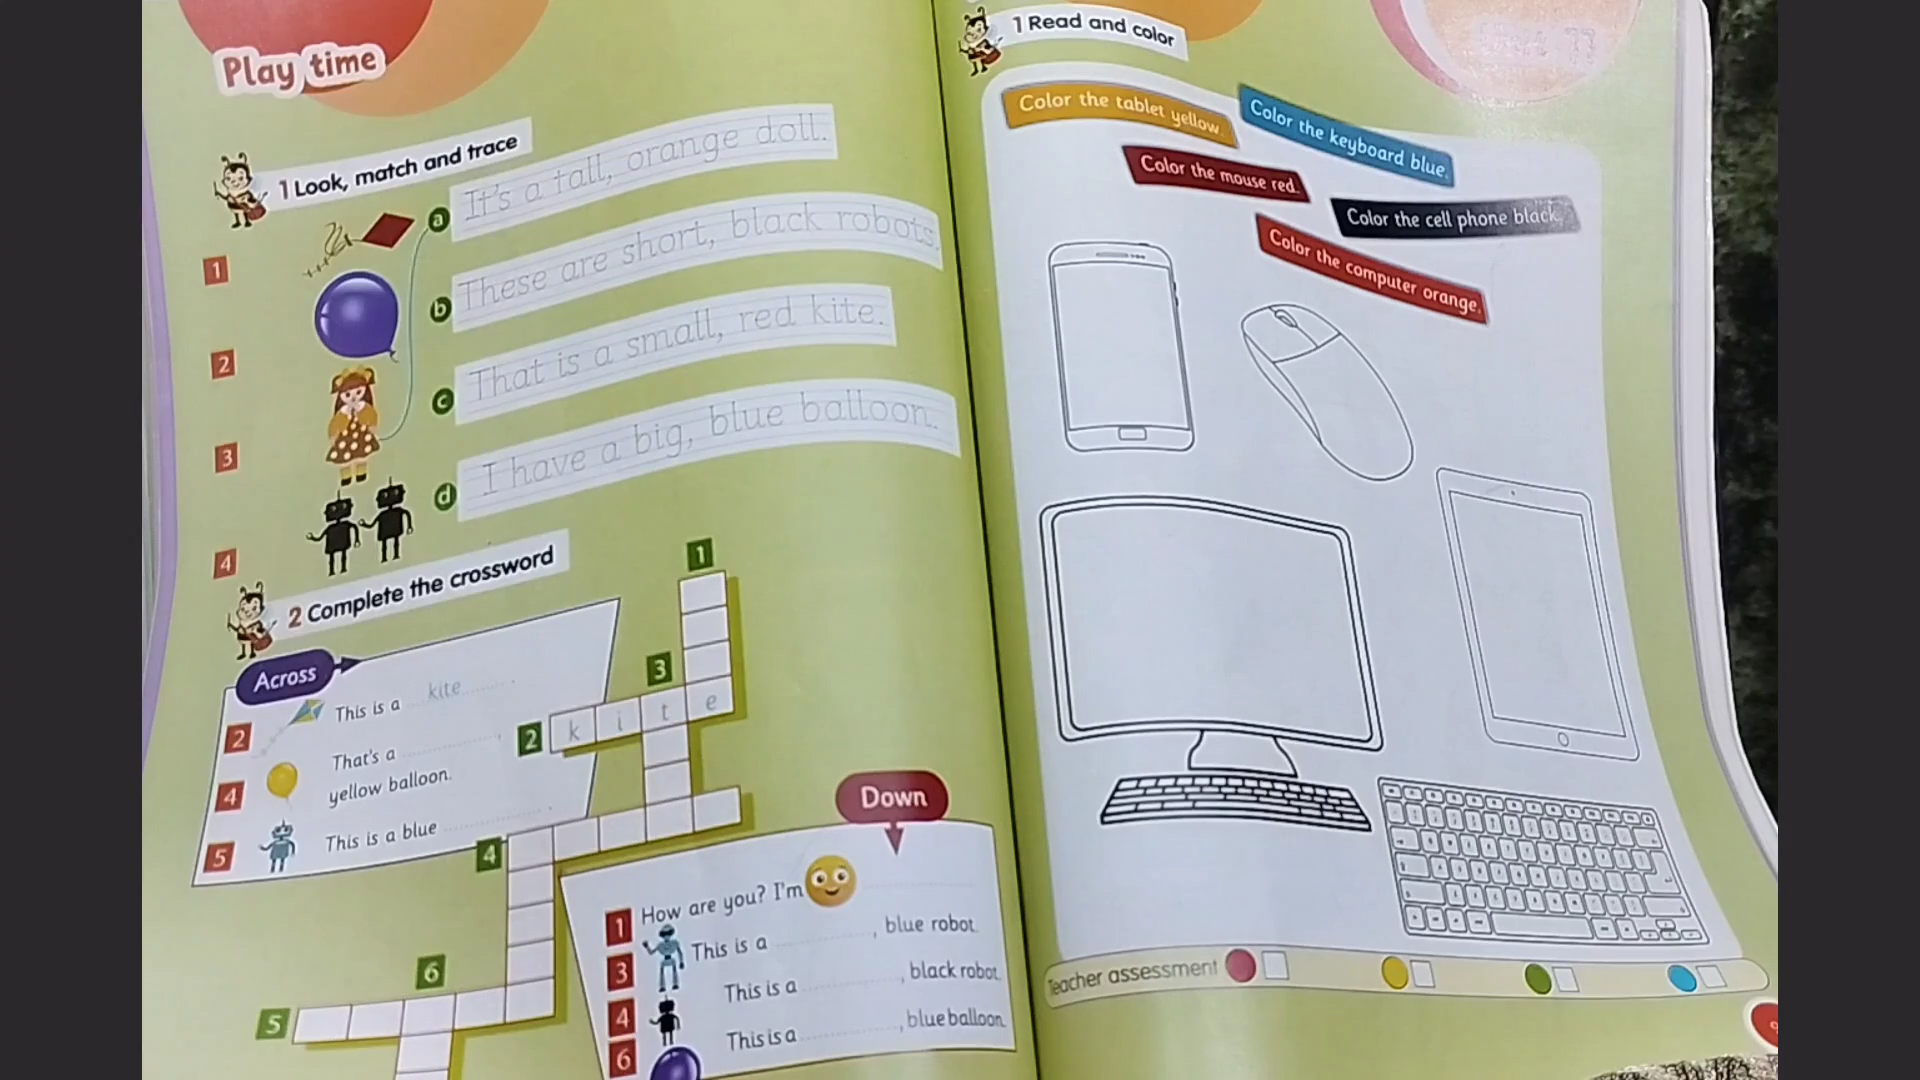 Play time
1 Look, match and trace
1
2
3
4
a It's a tall, orange doll.
b These are short, black robots.
c That is a small, red kite.
d I have a big, blue balloon.
2 Complete the crossword
Across
2 This is a kite.
4 That's a
yellow balloon.
5 This is a blue .
1
3
2 k i t e
4
6
5
Down
1 How are you? I'm
3 This is a , blue robot.
4 This is a , black robot.
6 This is a , blue balloon.
1 Read and color
Color the tablet yellow.
Color the keyboard blue.
Color the mouse red.
Color the cell phone black.
Color the computer orange.
Teacher assessment